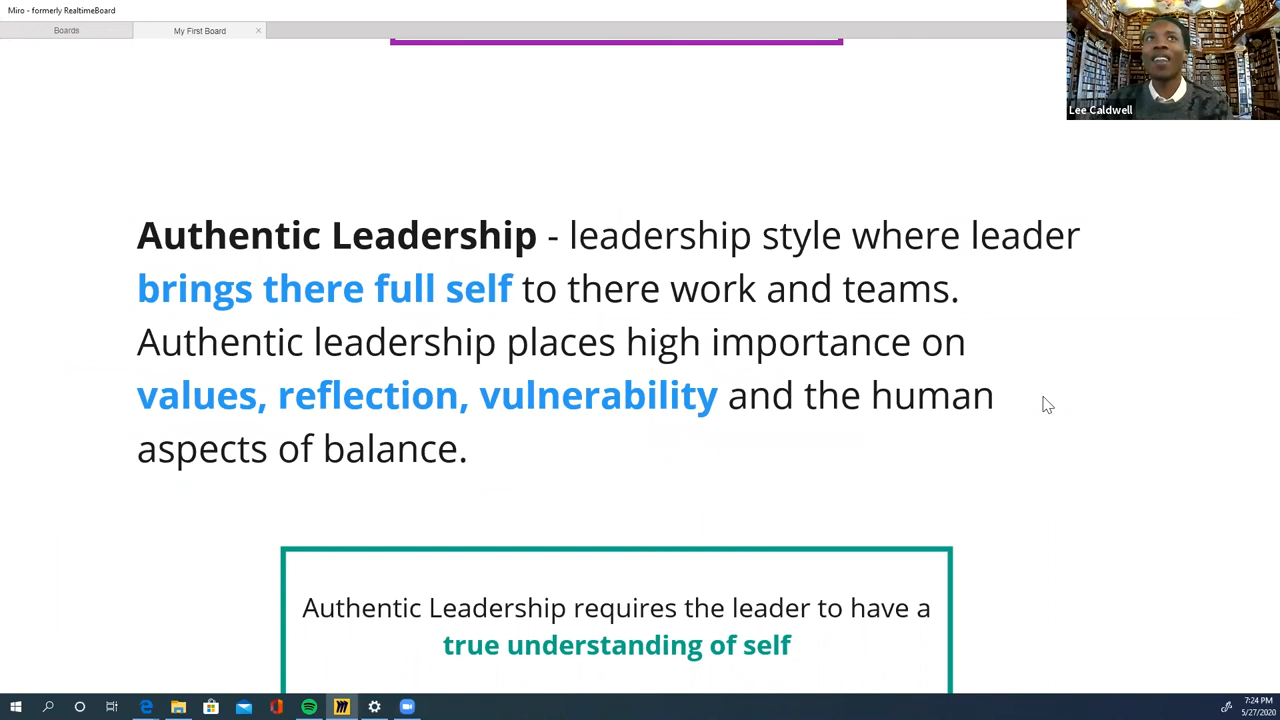 Miro - formerly RealtimeBoard
Boards
My First Board
Lee Caldwell
Authentic Leadership - leadership style where leader
brings there full self to there work and teams.
Authentic leadership places high importance on
values, reflection, vulnerability and the human
aspects of balance.
Authentic Leadership requires the leader to have a
true understanding of self
7:24 PM
5/27/2020